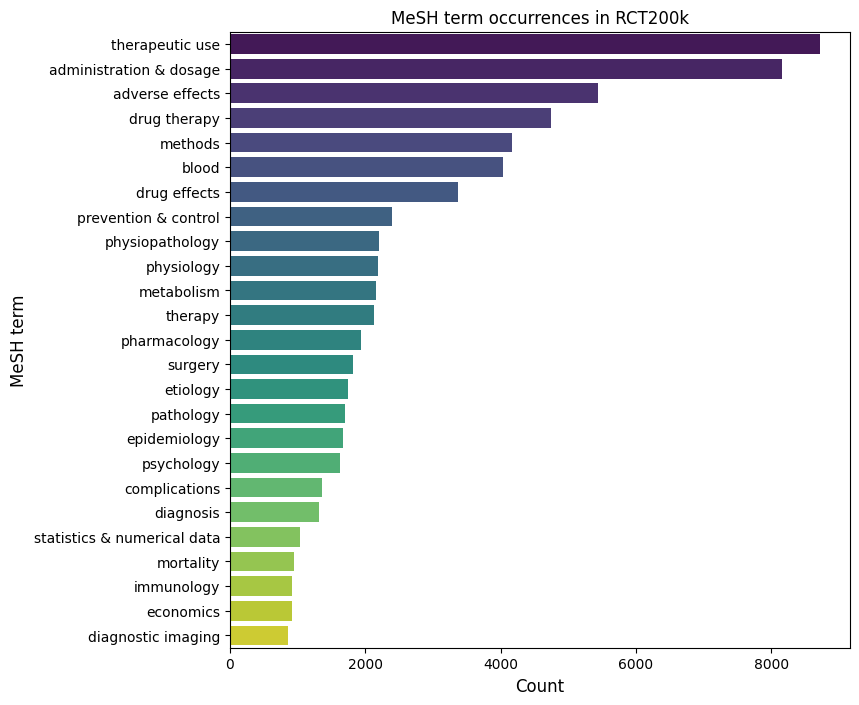 MeSH term occurrences in RCT200k
therapeutic use
administration & dosage
adverse effects
drug therapy
methods
blood
drug effects
prevention & control
physiopathology
physiology
metabolism
therapy
pharmacology
surgery
etiology
pathology
epidemiology
psychology
complications
diagnosis
statistics & numerical data
mortality
immunology
economics
diagnostic imaging
MeSH term
0 2000 4000 6000 8000
Count